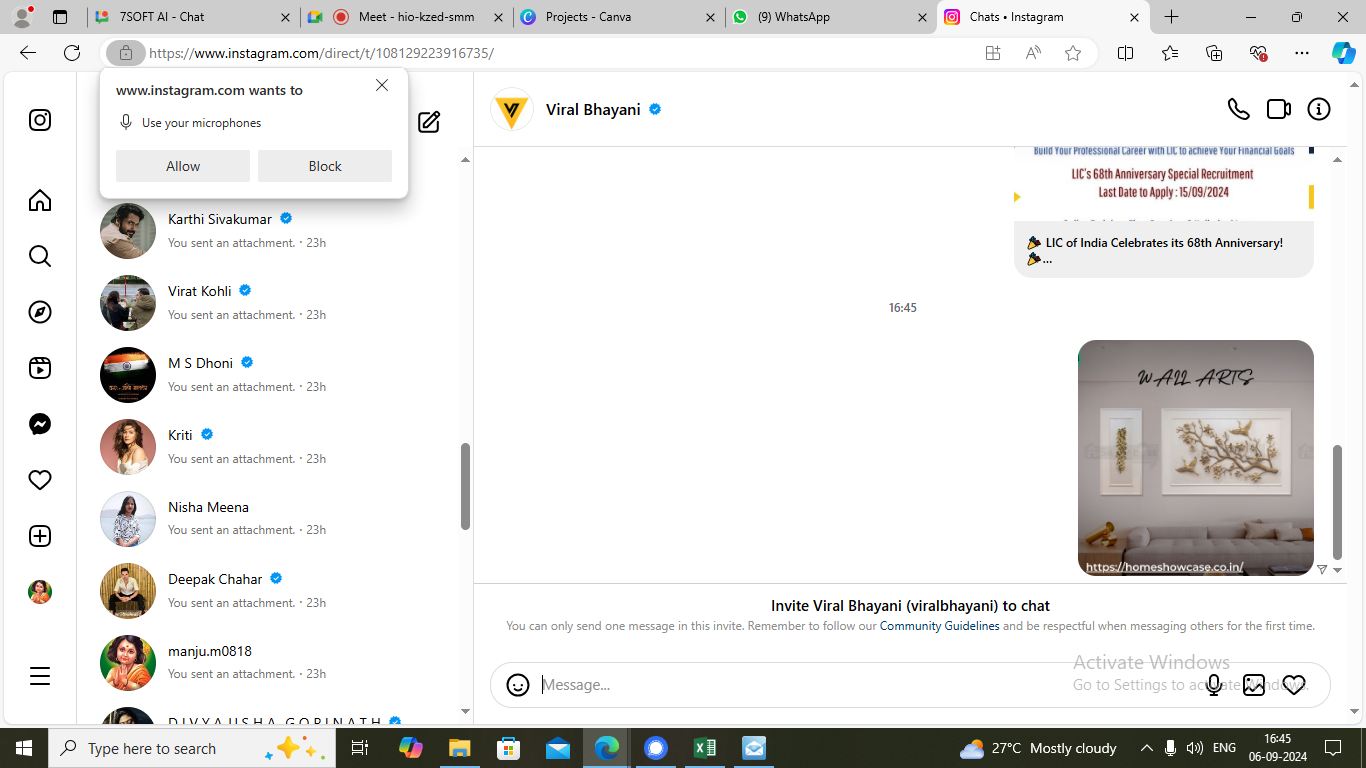 7SOFT AI - Chat
Meet - hio-kzed-smm
Projects - Canva
(9) WhatsApp
Chats • Instagram
https://www.instagram.com/direct/t/108129223916735/
www.instagram.com wants to
Use your microphones
Allow
Block
Karthi Sivakumar
You sent an attachment. · 23h
Virat Kohli
You sent an attachment. · 23h
M S Dhoni
You sent an attachment. · 23h
Kriti
You sent an attachment. · 23h
Nisha Meena
You sent an attachment. · 23h
Deepak Chahar
You sent an attachment. · 23h
manju.m0818
You sent an attachment. · 23h
D I V Y A U S H A G O P I N A T H
Viral Bhayani
Build Your Professional Career with LIC to achieve Your Financial Goals
LIC's 68th Anniversary Special Recruitment
Last Date to Apply : 15/09/2024
🎉 LIC of India Celebrates its 68th Anniversary!
🎉...
16:45
WALL ARTS
https://homeshowcase.co.in/
Invite Viral Bhayani (viralbhayani) to chat
You can only send one message in this invite. Remember to follow our Community Guidelines and be respectful when messaging others for the first time.
Message...
Activate Windows
Go to Settings to activate Windows.
Type here to search
27°C Mostly cloudy
ENG
16:45
06-09-2024